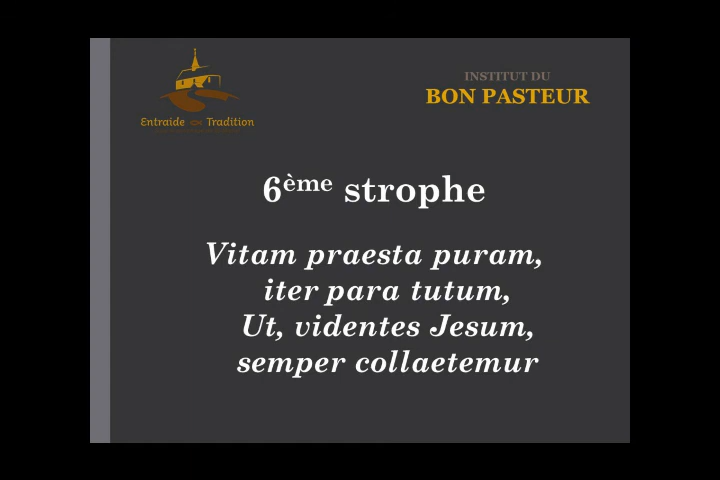 INSTITUT DU
BON PASTEUR
Entraide Tradition
6ème strophe
Vitam praesta puram,
iter para tutum,
Ut, videntes Jesum,
semper collaetemur